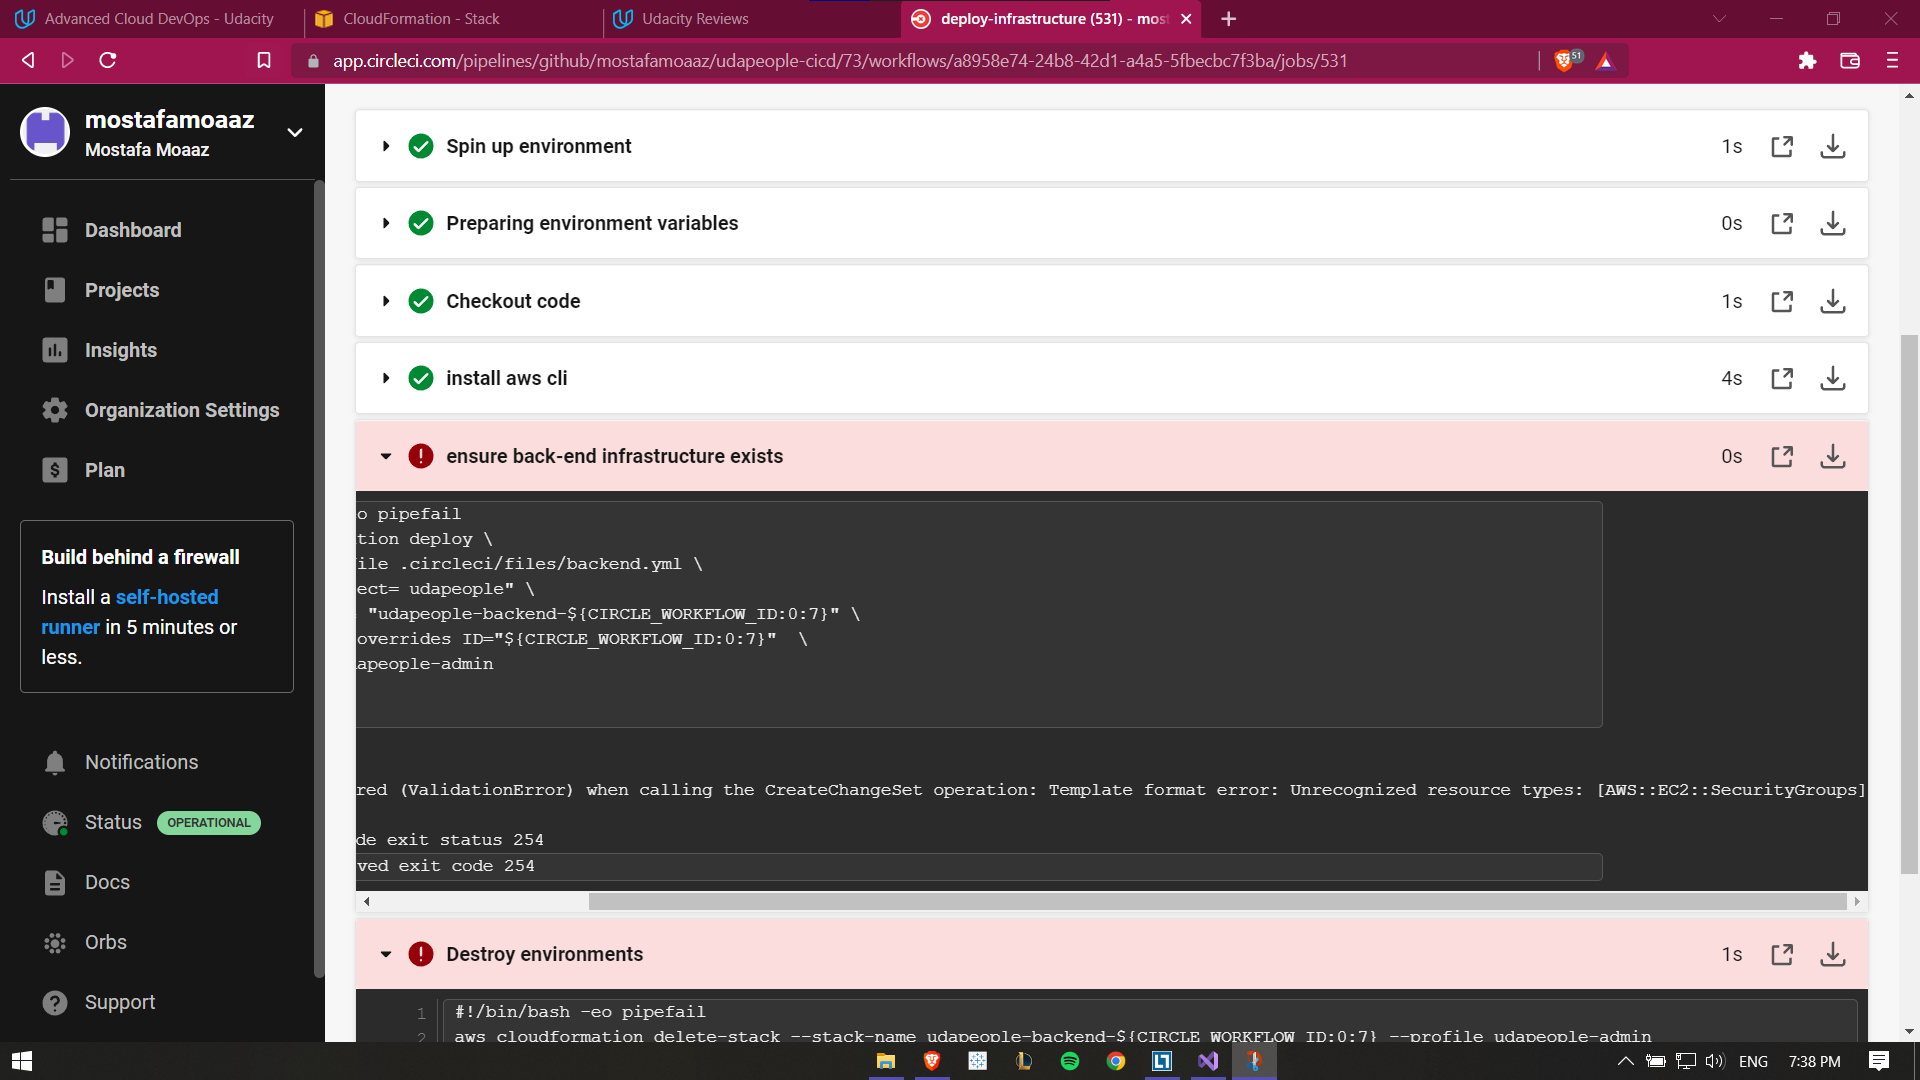 Advanced Cloud DevOps - Udacity
CloudFormation - Stack
Udacity Reviews
deploy-infrastructure (531) - mos
app.circleci.com/pipelines/github/mostafamoaaz/udapeople-cicd/73/workflows/a8958e74-24b8-42d1-a4a5-5fbecbc7f3ba/jobs/531
51
mostafamoaaz
Mostafa Moaaz
Dashboard
Projects
Insights
Organization Settings
Plan
Build behind a firewall
Install a self-hosted
runner in 5 minutes or
less.
Notifications
Status OPERATIONAL
Docs
Orbs
Support
Spin up environment 1s
Preparing environment variables 0s
Checkout code 1s
install aws cli 4s
ensure back-end infrastructure exists 0s
o pipefail
tion deploy \
ile .circleci/files/backend.yml \
ect= udapeople" \
"udapeople-backend-${CIRCLE_WORKFLOW_ID:0:7}" \
overrides ID="${CIRCLE_WORKFLOW_ID:0:7}"  \
apeople-admin
red (ValidationError) when calling the CreateChangeSet operation: Template format error: Unrecognized resource types: [AWS::EC2::SecurityGroups]
de exit status 254
ved exit code 254
Destroy environments 1s
1 #!/bin/bash -eo pipefail
2 aws cloudformation delete-stack --stack-name udapeople-backend-${CIRCLE_WORKFLOW_ID:0:7} --profile udapeople-admin
ENG
7:38 PM